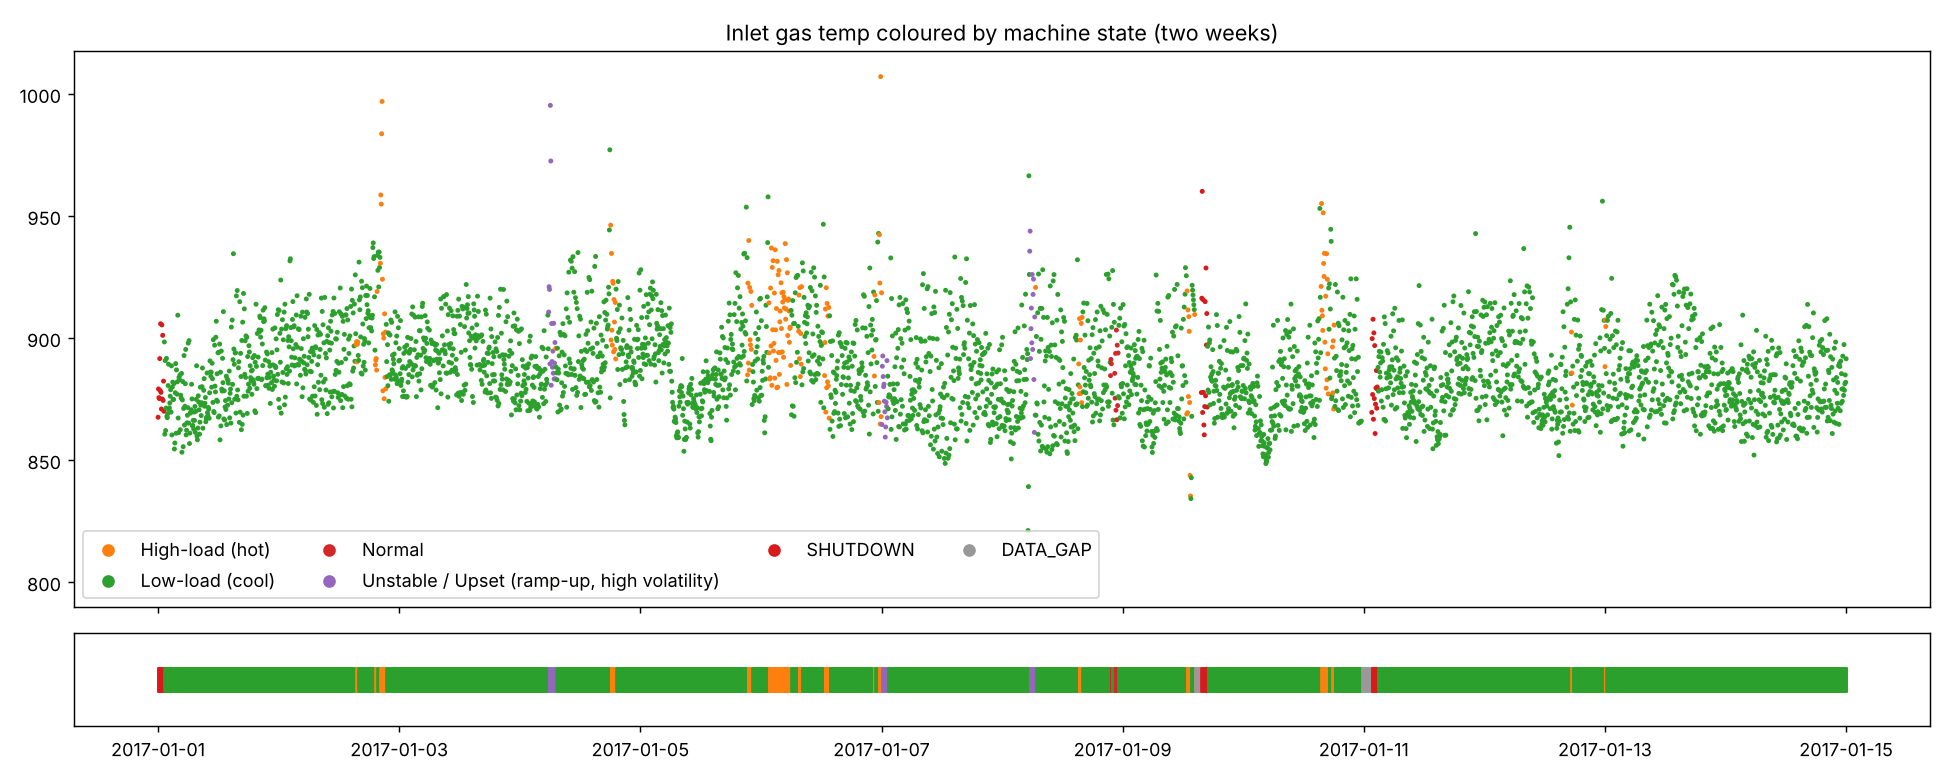 Inlet gas temp coloured by machine state (two weeks)
1000
950
900
850
800
High-load (hot)
Low-load (cool)
Normal
Unstable / Upset (ramp-up, high volatility)
SHUTDOWN
DATA_GAP
2017-01-01
2017-01-03
2017-01-05
2017-01-07
2017-01-09
2017-01-11
2017-01-13
2017-01-15